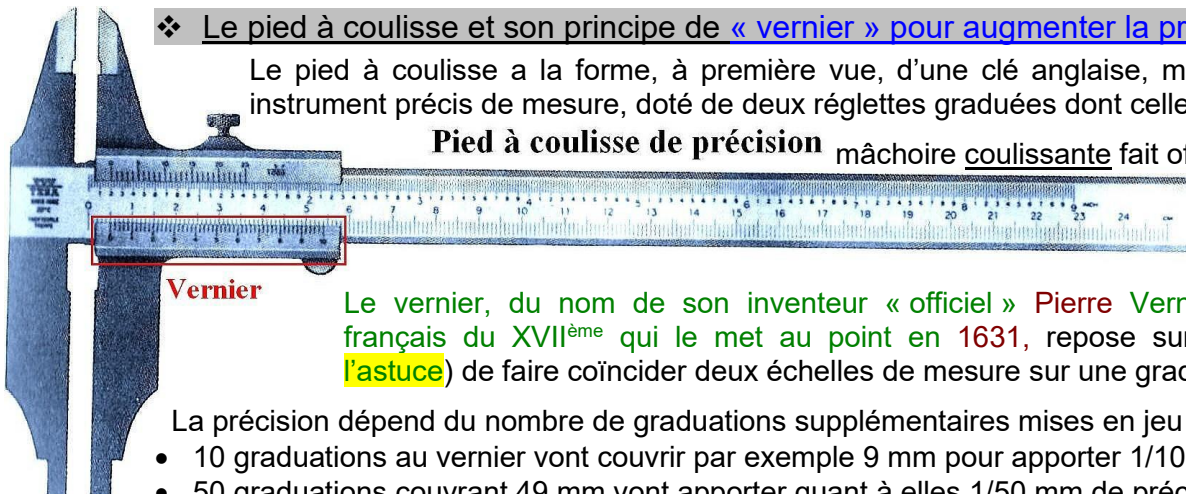 ❖ Le pied à coulisse et son principe de « vernier » pour augmenter la pr
Le pied à coulisse a la forme, à première vue, d'une clé anglaise, m
instrument précis de mesure, doté de deux réglettes graduées dont celle
Pied à coulisse de précision
mâchoire coulissante fait of
0 1 2 3 4 5 6 7 8 9 10 11 12 13 14 15 16 17 18 19 20 21 22 23 24
Vernier
Le vernier, du nom de son inventeur « officiel » Pierre Vern
français du XVIIème qui le met au point en 1631, repose sur
l'astuce) de faire coïncider deux échelles de mesure sur une grad
La précision dépend du nombre de graduations supplémentaires mises en jeu
• 10 graduations au vernier vont couvrir par exemple 9 mm pour apporter 1/10
• 50 graduations couvrant 49 mm vont apporter quant à elles 1/50 mm de préc